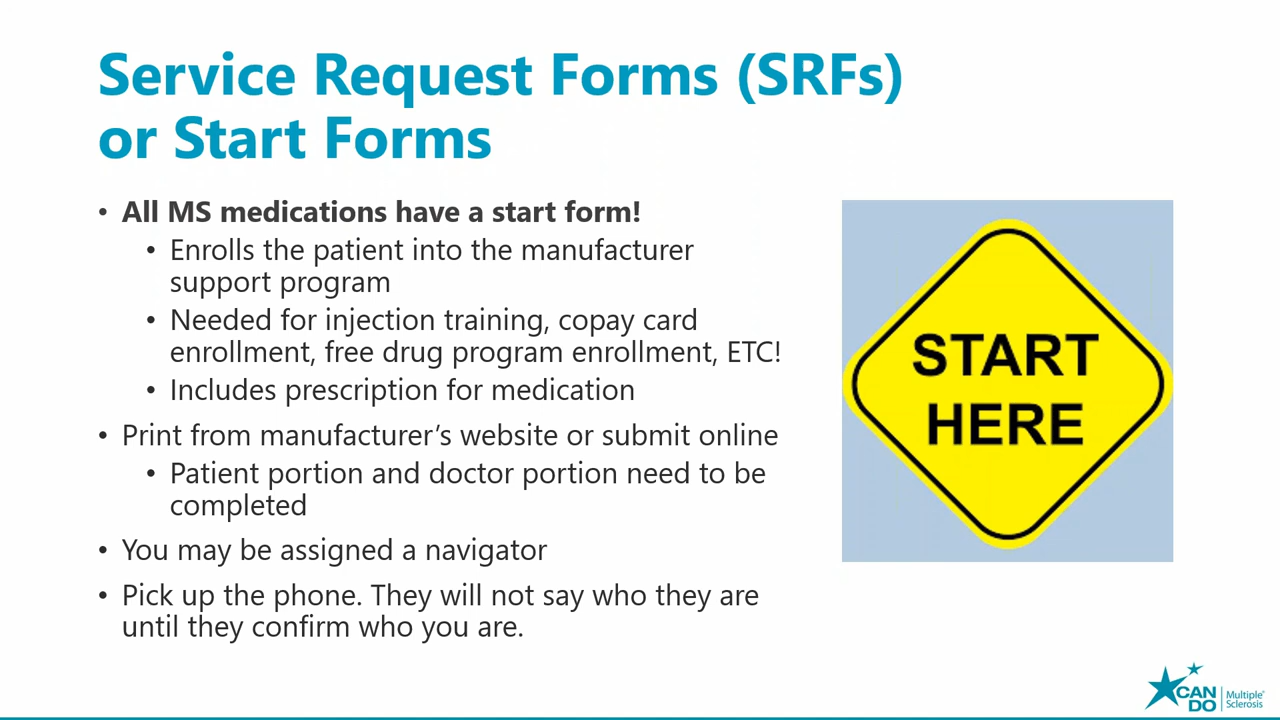 Service Request Forms (SRFs)
or Start Forms
• All MS medications have a start form!
• Enrolls the patient into the manufacturer
support program
• Needed for injection training, copay card
enrollment, free drug program enrollment, ETC!
• Includes prescription for medication
• Print from manufacturer’s website or submit online
• Patient portion and doctor portion need to be
completed
• You may be assigned a navigator
• Pick up the phone. They will not say who they are
until they confirm who you are.
START
HERE
CAN
DO
Multiple®
Sclerosis